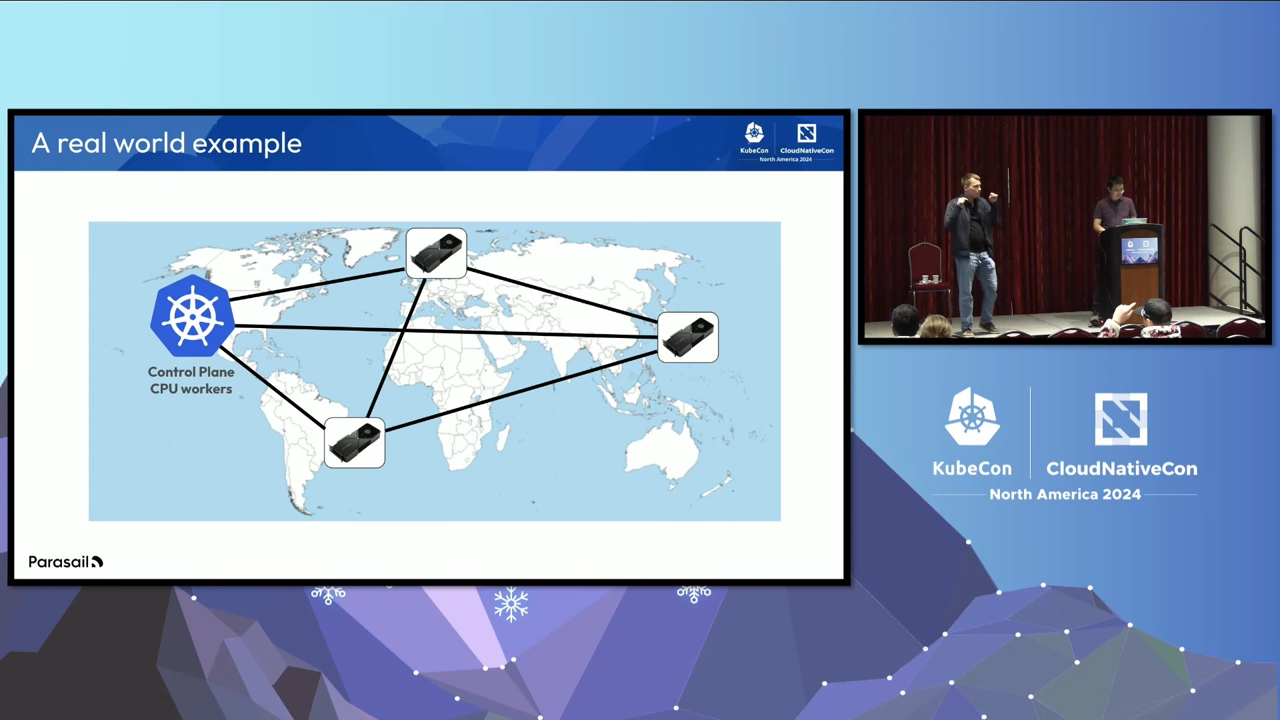 A real world example
KubeCon
CloudNativeCon
North America 2024
Control Plane
CPU workers
Parasail
KubeCon
CloudNativeCon
North America 2024